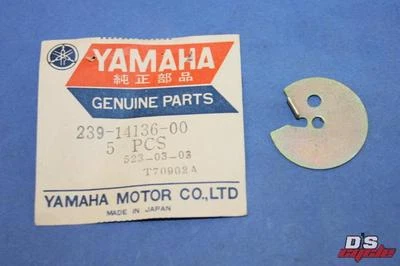 YAMAHA
純正部品
GENUINE PARTS
239-14136-00
5 PCS
523-03-03
T70902A
YAMAHA MOTOR CO.,LTD
MADE IN JAPAN
D'S
cycle